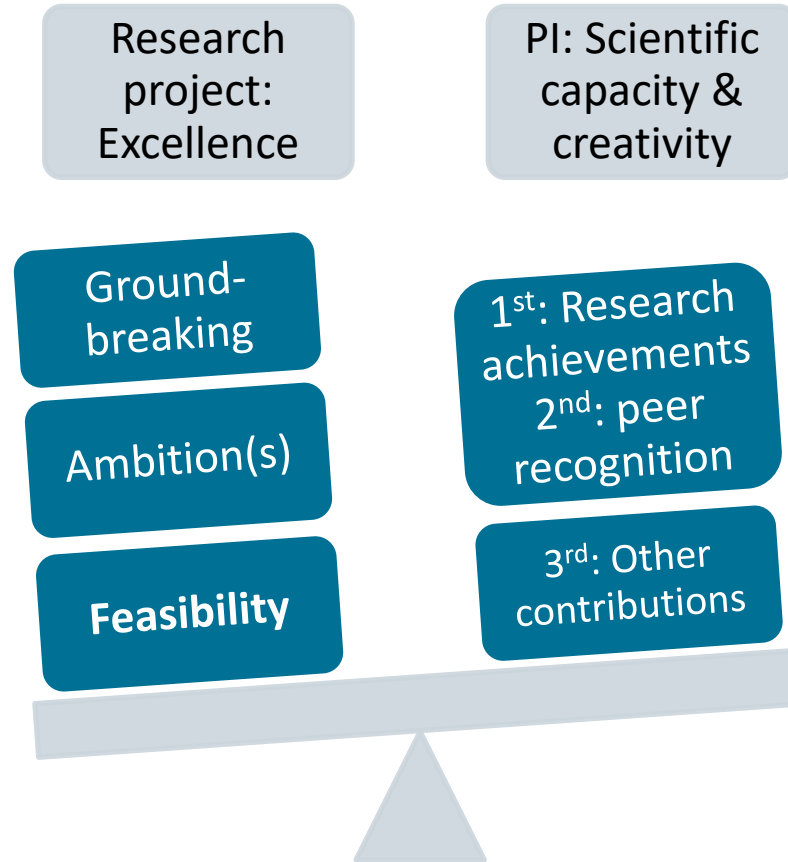 Research
project:
Excellence
PI: Scientific
capacity &
creativity
Ground-
breaking
Ambition(s)
Feasibility
1st: Research
achievements
2nd: peer
recognition
3rd: Other
contributions